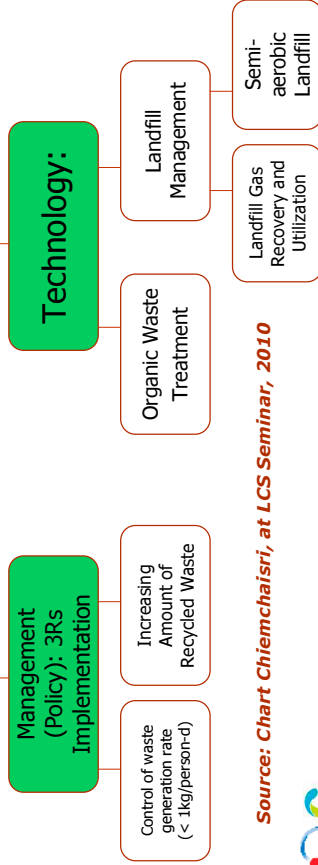 Management
(Policy): 3Rs
Implementation
Control of waste
generation rate
(< 1kg/person-d)
Increasing
Amount of
Recycled Waste
Technology:
Organic Waste
Treatment
Landfill
Management
Landfill Gas
Recovery and
Utilization
Semi-
aerobic
Landfill
Source: Chart Chiemchaisri, at LCS Seminar, 2010